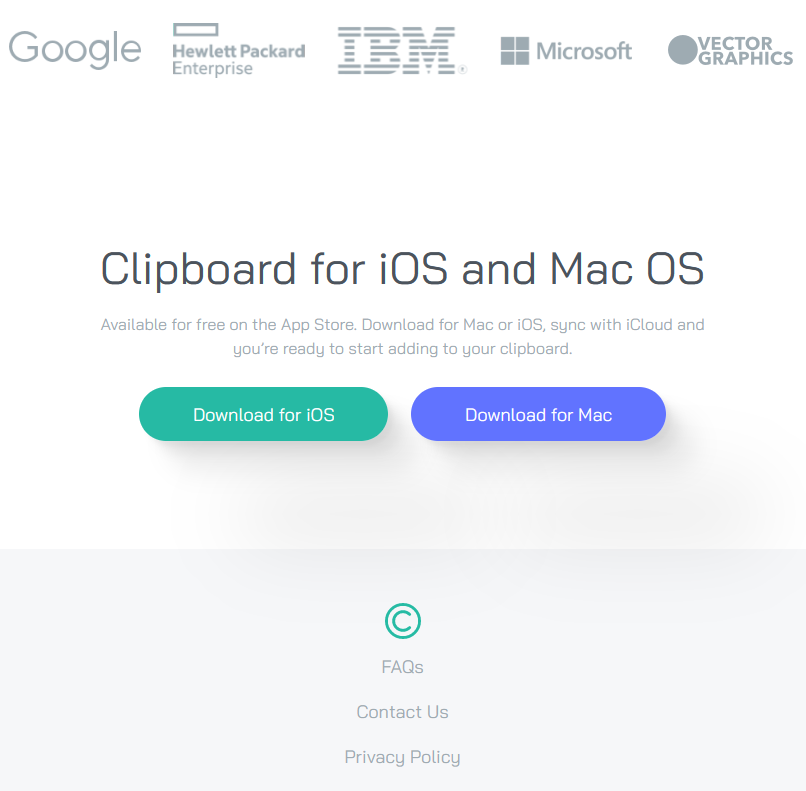 Google
Hewlett Packard
Enterprise
IBM®
Microsoft
VECTOR
GRAPHICS
Clipboard for iOS and Mac OS
Available for free on the App Store. Download for Mac or iOS, sync with iCloud and
you’re ready to start adding to your clipboard.
Download for iOS
Download for Mac
©
FAQs
Contact Us
Privacy Policy